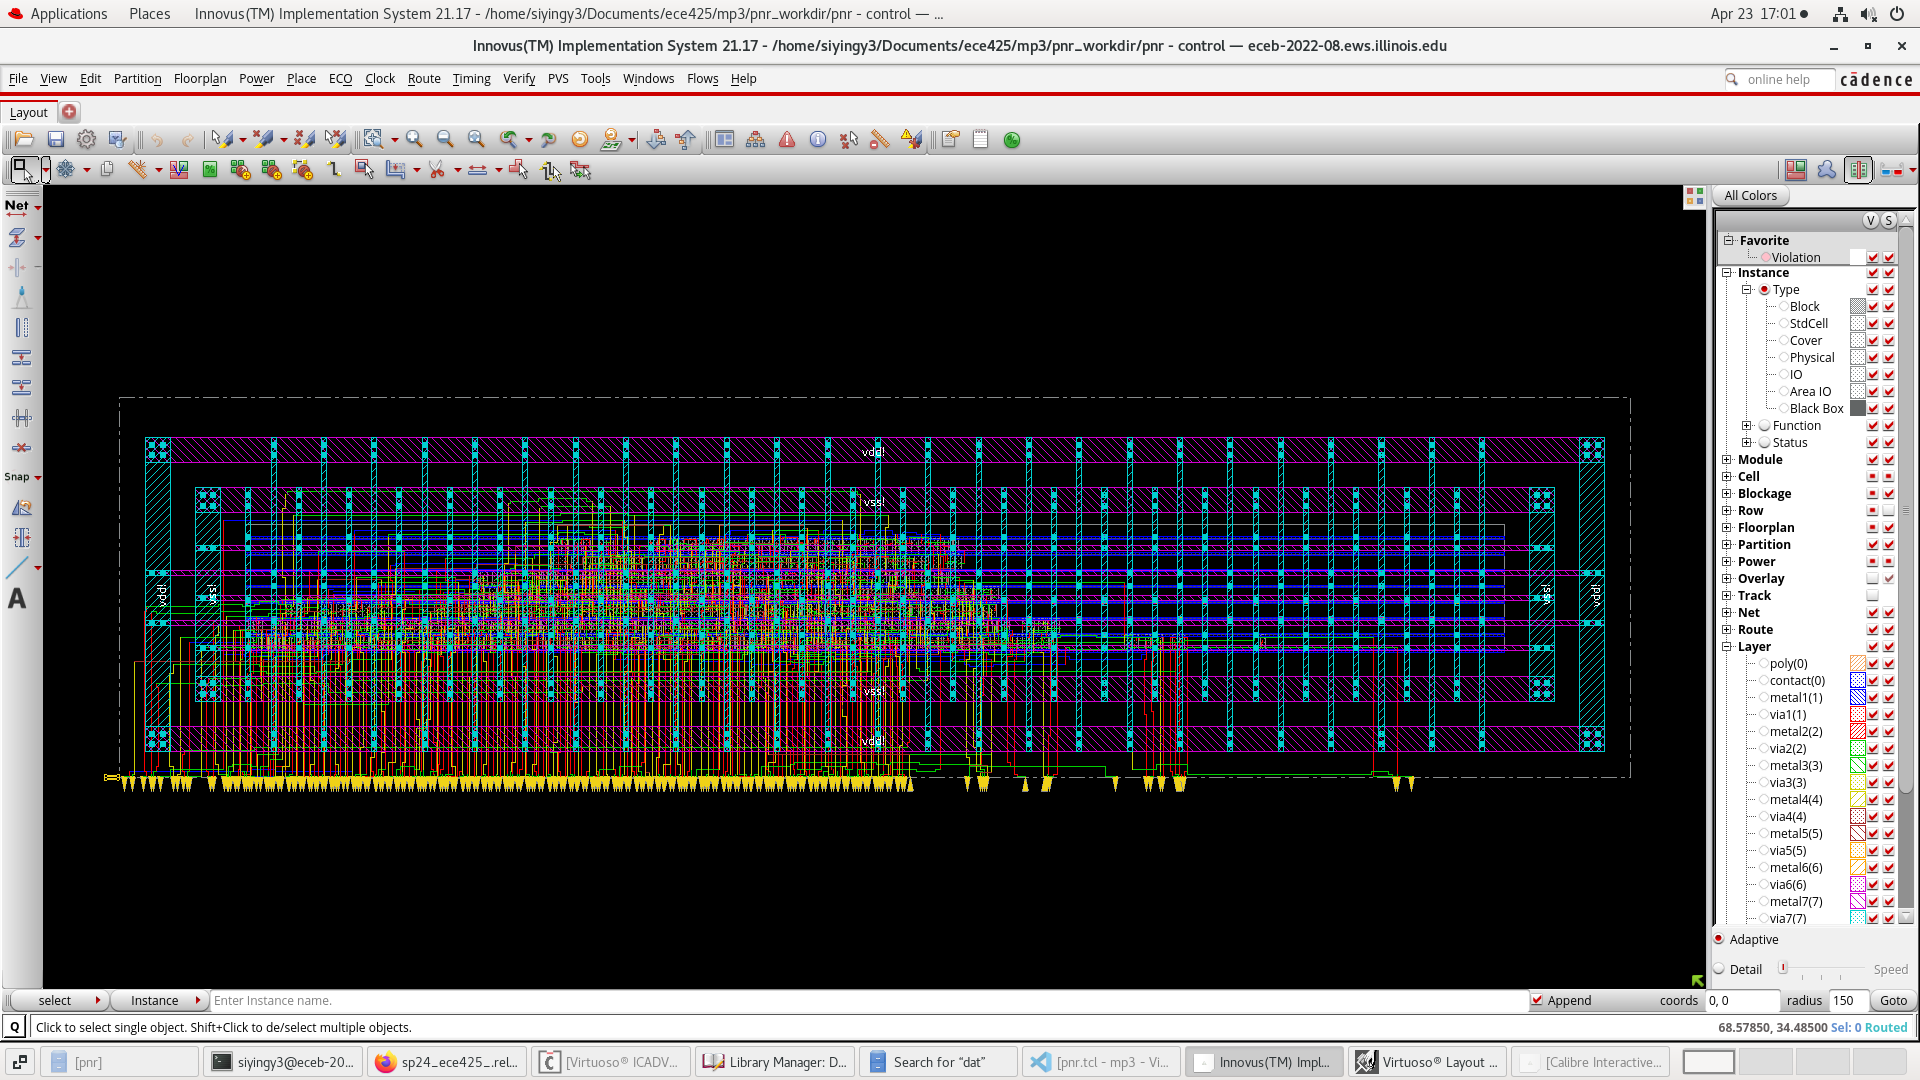 Applications Places Innovus(TM) Implementation System 21.17 - /home/siyingy3/Documents/ece425/mp3/pnr_workdir/pnr - control — ... Apr 23 17:01
Innovus(TM) Implementation System 21.17 - /home/siyingy3/Documents/ece425/mp3/pnr_workdir/pnr - control — eceb-2022-08.ews.illinois.edu
File View Edit Partition Floorplan Power Place ECO Clock Route Timing Verify PVS Tools Windows Flows Help online help cādence
Layout
All Colors
Net
V S
Favorite
Violation
Instance
Type
Block
StdCell
Cover
Physical
IO
Area IO
Black Box
Function
Status
Module
Cell
Blockage
Row
Floorplan
Partition
Power
Overlay
Track
Net
Route
Layer
poly(0)
contact(0)
metal1(1)
via1(1)
metal2(2)
via2(2)
metal3(3)
via3(3)
metal4(4)
via4(4)
metal5(5)
via5(5)
metal6(6)
via6(6)
metal7(7)
via7(7)
Adaptive
Detail Speed
Snap
A
vdd!
vss!
vdd! vss! vss! vdd!
vss!
vdd!
select Instance Enter Instance name. Append coords 0, 0 radius 150 Goto
Q Click to select single object. Shift+Click to de/select multiple objects. 68.57850, 34.48500 Sel: 0 Routed
[pnr] siyingy3@eceb-20... sp24_ece425_.rel... [Virtuoso® ICADV... Library Manager: D... Search for “dat” [pnr.tcl - mp3 - Vi... Innovus(TM) Impl... Virtuoso® Layout ... [Calibre Interactive...